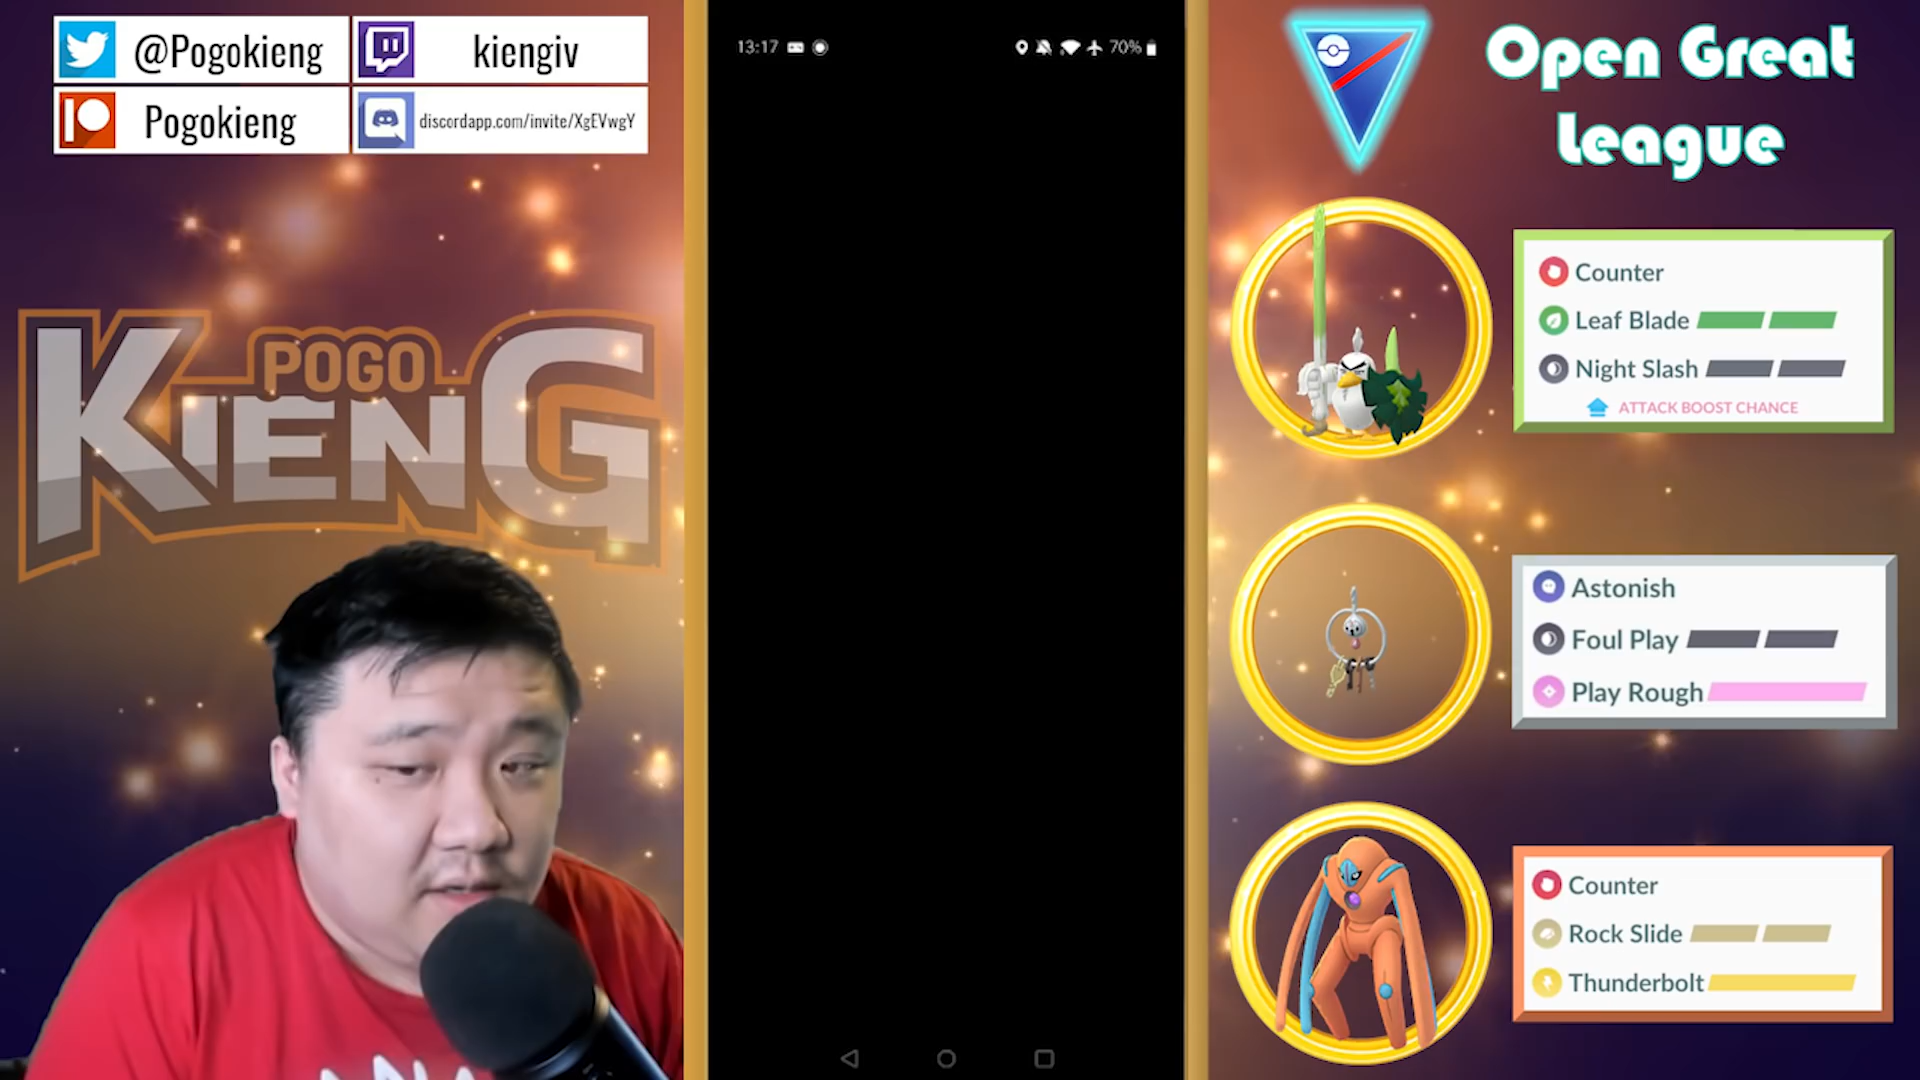 @Pogokieng
kiengiv
Pogokieng
discordapp.com/invite/XgEVwgY
POGO
KIENG
13:17
70%
Open Great
League
Counter
Leaf Blade
Night Slash
ATTACK BOOST CHANCE
Astonish
Foul Play
Play Rough
Counter
Rock Slide
Thunderbolt